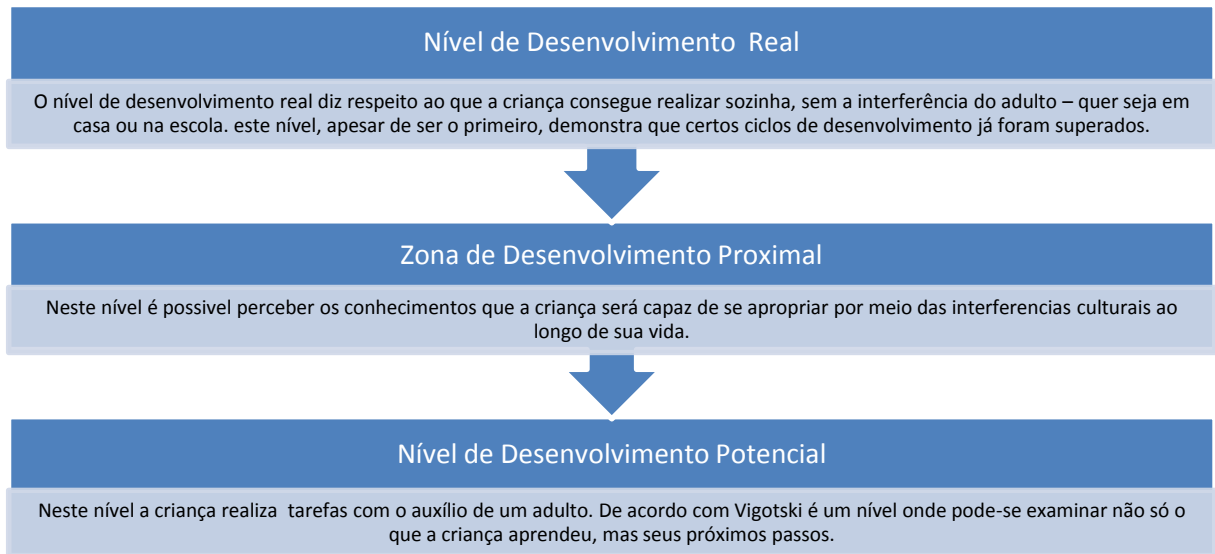 Nível de Desenvolvimento Real
O nível de desenvolvimento real diz respeito ao que a criança consegue realizar sozinha, sem a interferência do adulto – quer seja em
casa ou na escola. este nível, apesar de ser o primeiro, demonstra que certos ciclos de desenvolvimento já foram superados.
Zona de Desenvolvimento Proximal
Neste nível é possivel perceber os conhecimentos que a criança será capaz de se apropriar por meio das interferencias culturais ao
longo de sua vida.
Nível de Desenvolvimento Potencial
Neste nível a criança realiza tarefas com o auxílio de um adulto. De acordo com Vigotski é um nível onde pode-se examinar não só o
que a criança aprendeu, mas seus próximos passos.